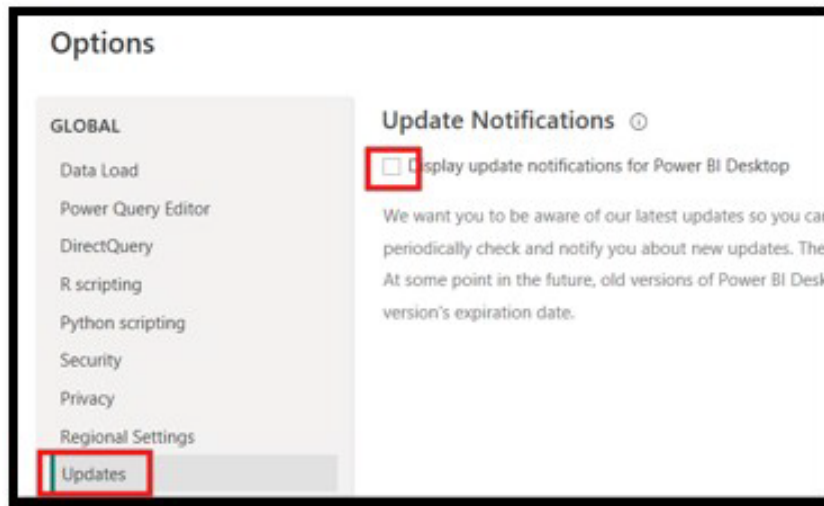 Options
GLOBAL
Data Load
Power Query Editor
DirectQuery
R scripting
Python scripting
Security
Privacy
Regional Settings
Updates
Update Notifications
Display update notifications for Power BI Desktop
We want you to be aware of our latest updates so you can
periodically check and notify you about new updates. The
At some point in the future, old versions of Power BI Desk
version's expiration date.